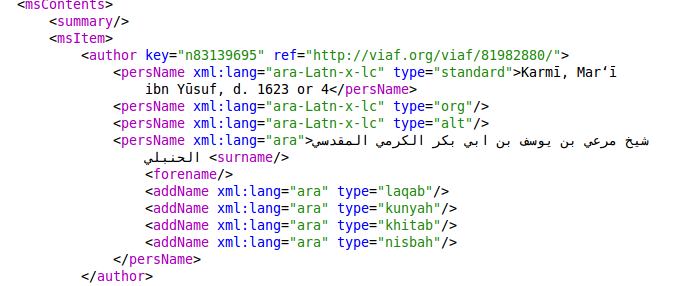 <msContents>
<summary/>
<msItem>
<author key="n83139695" ref="http://viaf.org/viaf/81982880/">
<persName xml:lang="ara-Latn-x-lc" type="standard">Karmī, Marʻī
ibn Yūsuf, d. 1623 or 4</persName>
<persName xml:lang="ara-Latn-x-lc" type="org"/>
<persName xml:lang="ara-Latn-x-lc" type="alt"/>
<persName xml:lang="ara">شيخ مرعي بن يوسف بن ابي بكر الكرمي المقدسي
الحنبلي <surname/>
<forename/>
<addName xml:lang="ara" type="laqab"/>
<addName xml:lang="ara" type="kunyah"/>
<addName xml:lang="ara" type="khitab"/>
<addName xml:lang="ara" type="nisbah"/>
</persName>
</author>